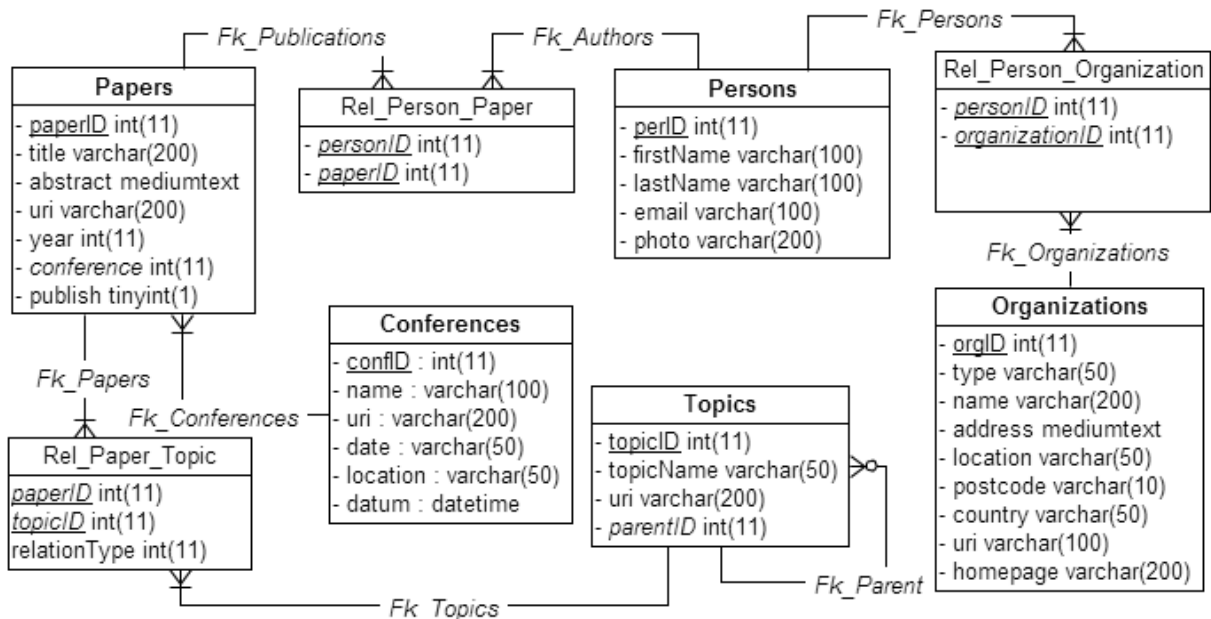 Fk_Publications
Fk_Authors
Fk_Persons
Papers
- paperID int(11)
- title varchar(200)
- abstract mediumtext
- uri varchar(200)
- year int(11)
- conference int(11)
- publish tinyint(1)
Rel_Person_Paper
- personID int(11)
- paperID int(11)
Persons
- perID int(11)
- firstName varchar(100)
- lastName varchar(100)
- email varchar(100)
- photo varchar(200)
Rel_Person_Organization
- personID int(11)
- organizationID int(11)
Fk_Organizations
Fk_Papers
Fk_Conferences
Conferences
- confID : int(11)
- name : varchar(100)
- uri : varchar(200)
- date : varchar(50)
- location : varchar(50)
- datum : datetime
Topics
- topicID int(11)
- topicName varchar(50)
- uri varchar(200)
- parentID int(11)
Organizations
- orgID int(11)
- type varchar(50)
- name varchar(200)
- address mediumtext
- location varchar(50)
- postcode varchar(10)
- country varchar(50)
- uri varchar(100)
- homepage varchar(200)
Rel_Paper_Topic
paperID int(11)
topicID int(11)
relationType int(11)
Fk_Topics
Fk_Parent